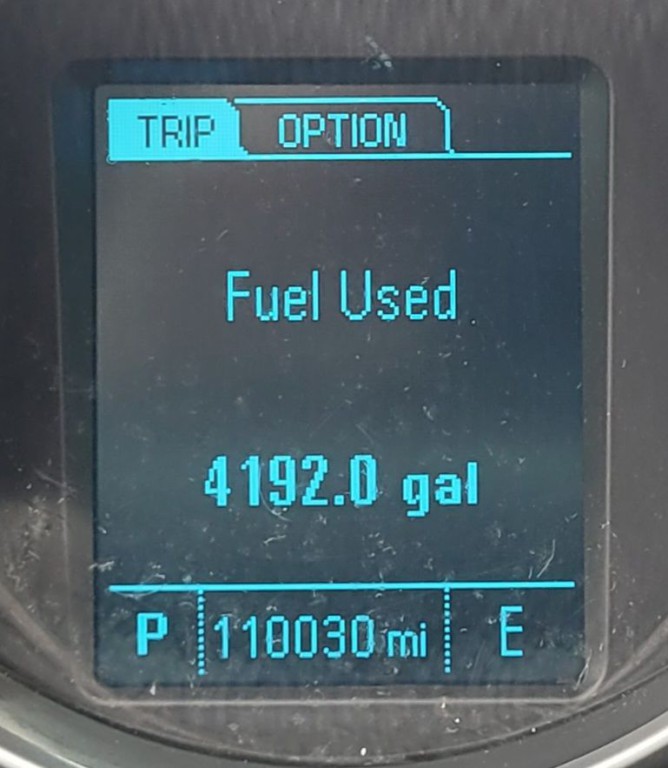 TRIP OPTION
Fuel Used
4192.0 gal
P 110030 mi E